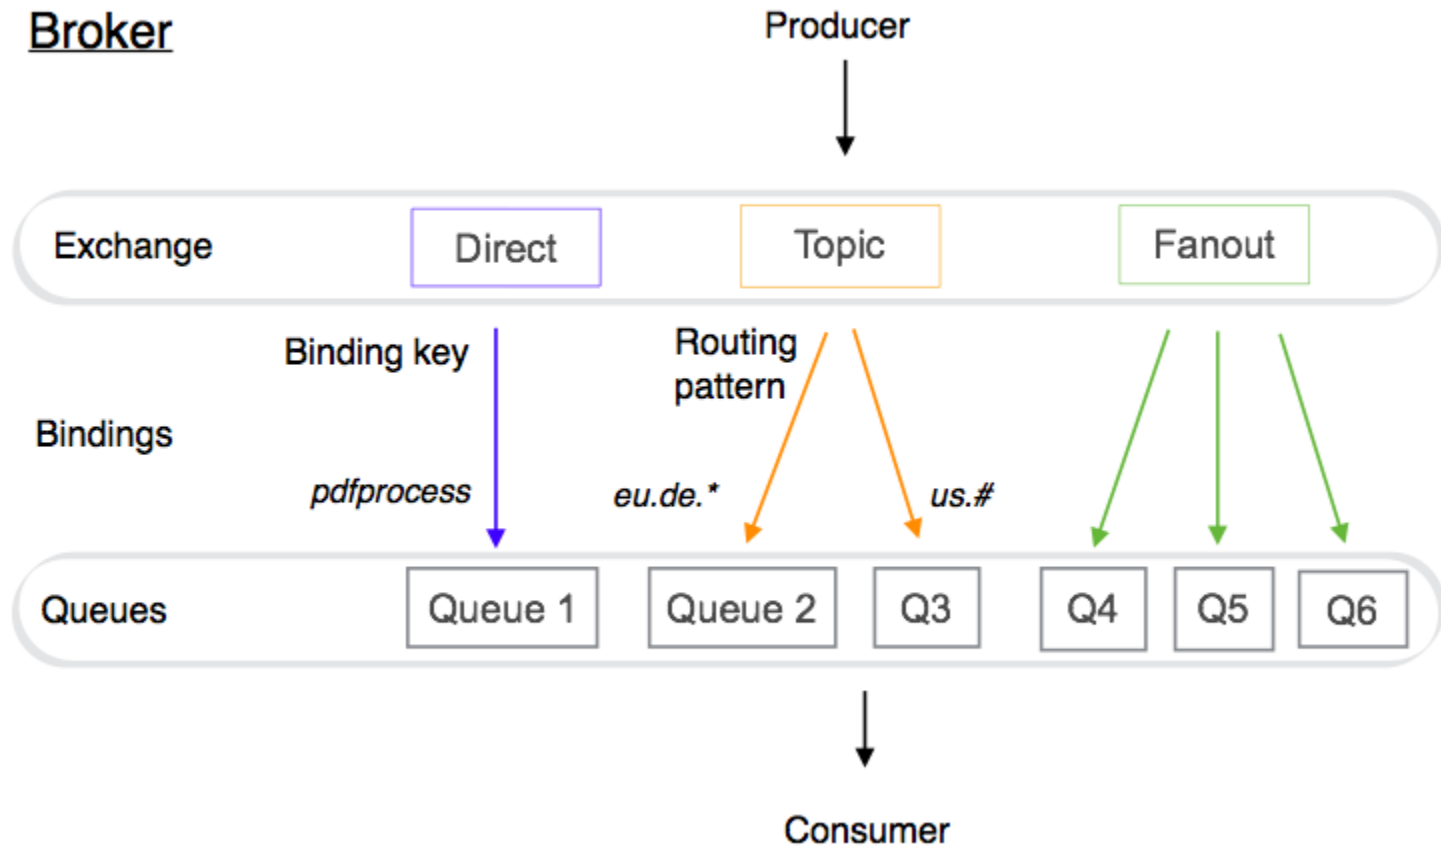 Broker
Producer
Exchange
Direct
Topic
Fanout
Binding key
Routing
pattern
Bindings
pdfprocess
eu.de.*
us.#
Queues
Queue 1
Queue 2
Q3
Q4
Q5
Q6
Consumer